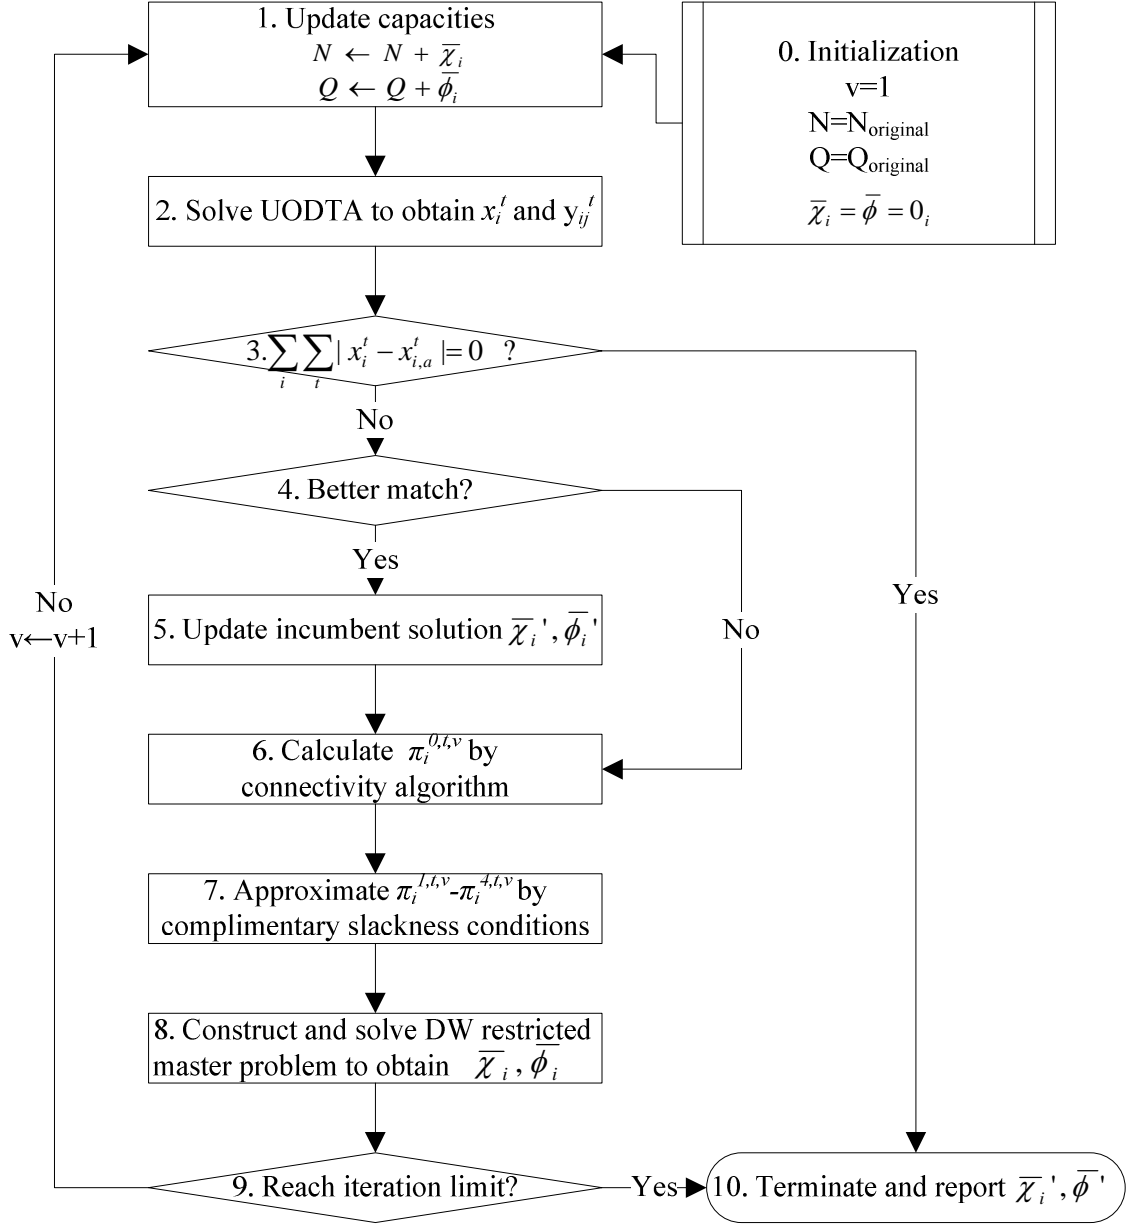 1. Update capacities
N ← N + χ̅ᵢ
Q ← Q + ϕ̅ᵢ
0. Initialization
v=1
N=N_original
Q=Q_original
χ̅ᵢ = ϕ̅ = 0ᵢ
2. Solve UODTA to obtain xᵢᵗ and yᵢⱼᵗ
3. ∑ᵢ ∑ₜ | xᵢᵗ − x_{i,a}^t |= 0 ?
No
4. Better match?
Yes
No
v←v+1
Yes
5. Update incumbent solution χ̅ᵢ', ϕ̅ᵢ'
No
6. Calculate πᵢ^{0,t,v} by
connectivity algorithm
7. Approximate πᵢ^{1,t,v}-πᵢ^{4,t,v} by
complimentary slackness conditions
8. Construct and solve DW restricted
master problem to obtain χ̅ᵢ, ϕ̅ᵢ
9. Reach iteration limit?
Yes
10. Terminate and report χ̅ᵢ', ϕ̅'